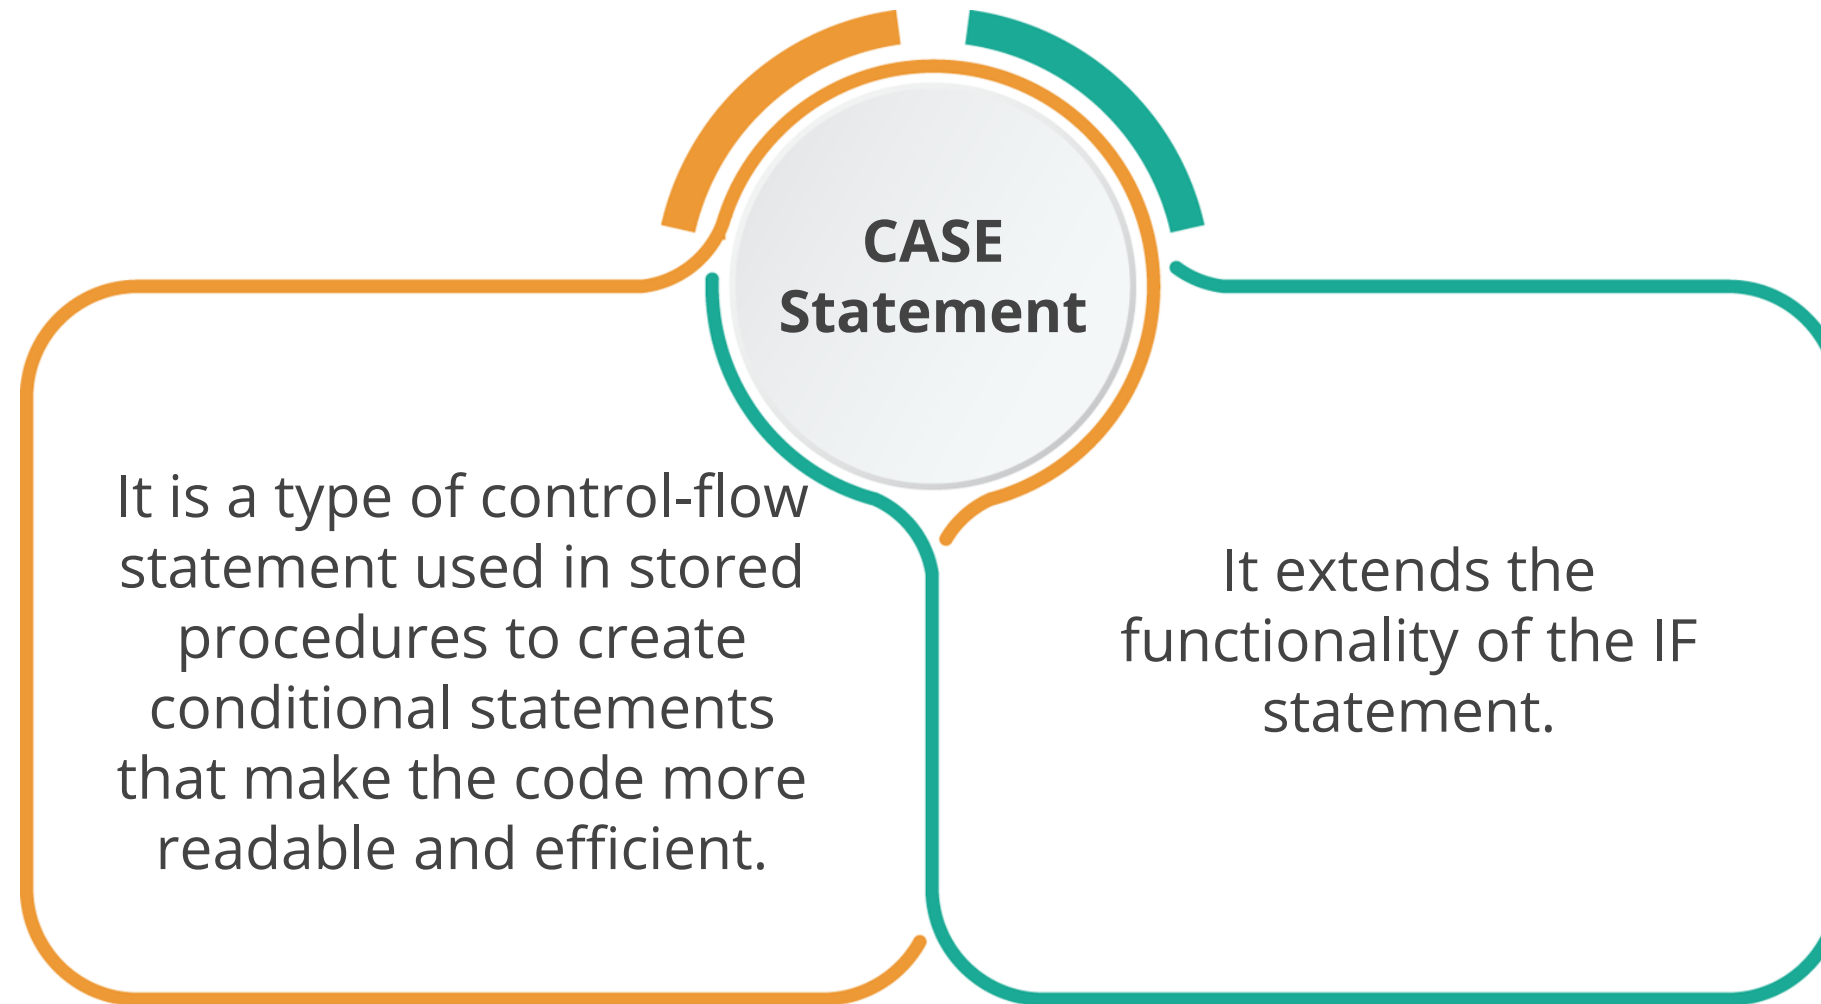 CASE
Statement
It is a type of control-flow
statement used in stored
procedures to create
conditional statements
that make the code more
readable and efficient.
It extends the
functionality of the IF
statement.